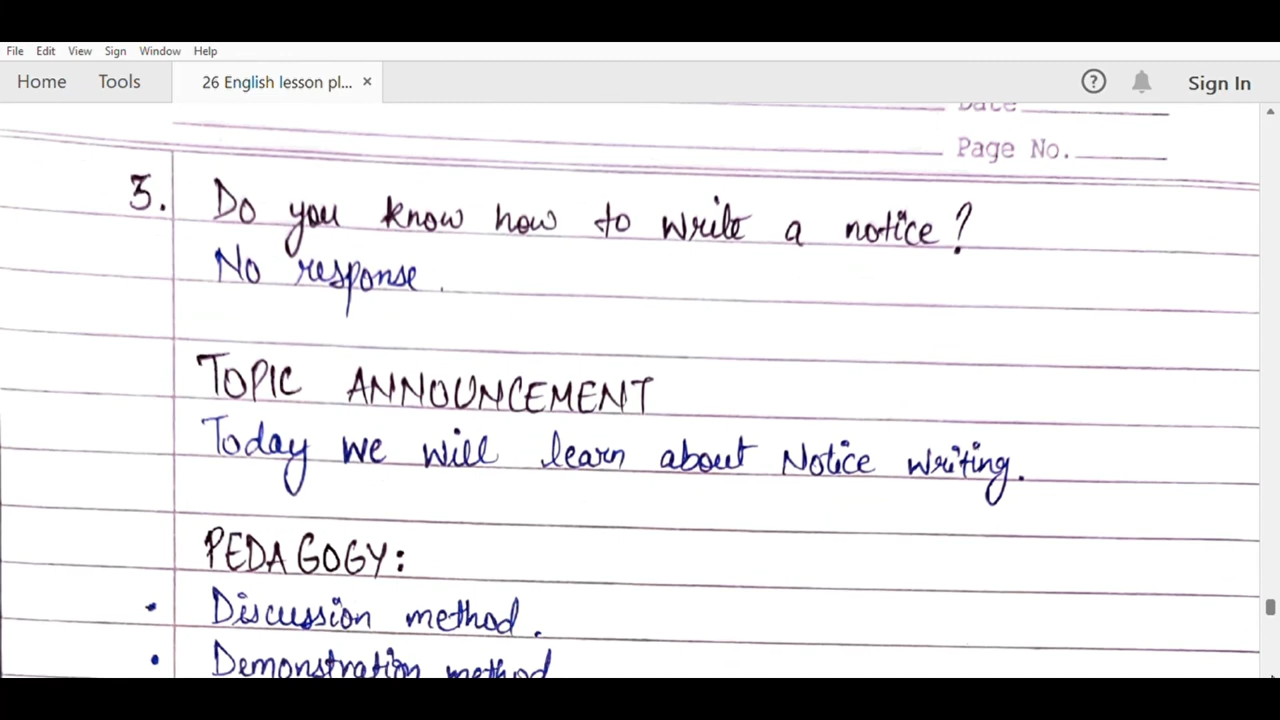 File Edit View Sign Window Help
Home Tools 26 English lesson pl... × Sign In
Date
Page No.
3. Do you know how to write a notice?
No response.
TOPIC ANNOUNCEMENT
Today we will learn about Notice writing.
PEDAGOGY:
• Discussion method.
• Demonstration method